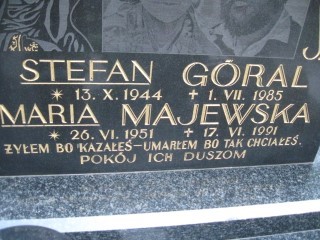 STEFAN GÓRAL
* 13. X. 1944 + 1. VII. 1985
MARIA MAJEWSKA
* 26. VI. 1951 + 17. VI. 1991
ŻYŁEM BO KAZAŁEŚ – UMARŁEM BO TAK CHCIAŁEŚ.
POKÓJ ICH DUSZOM